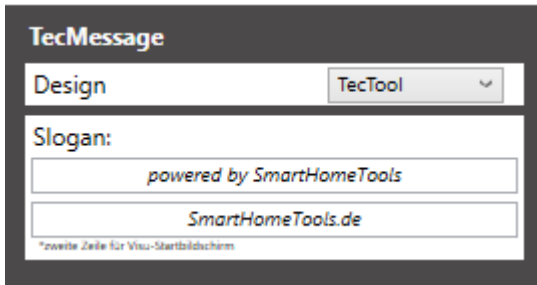 TecMessage
Design TecTool
Slogan:
powered by SmartHomeTools
SmartHomeTools.de
*zweite Zeile für Visu-Startbildschirm